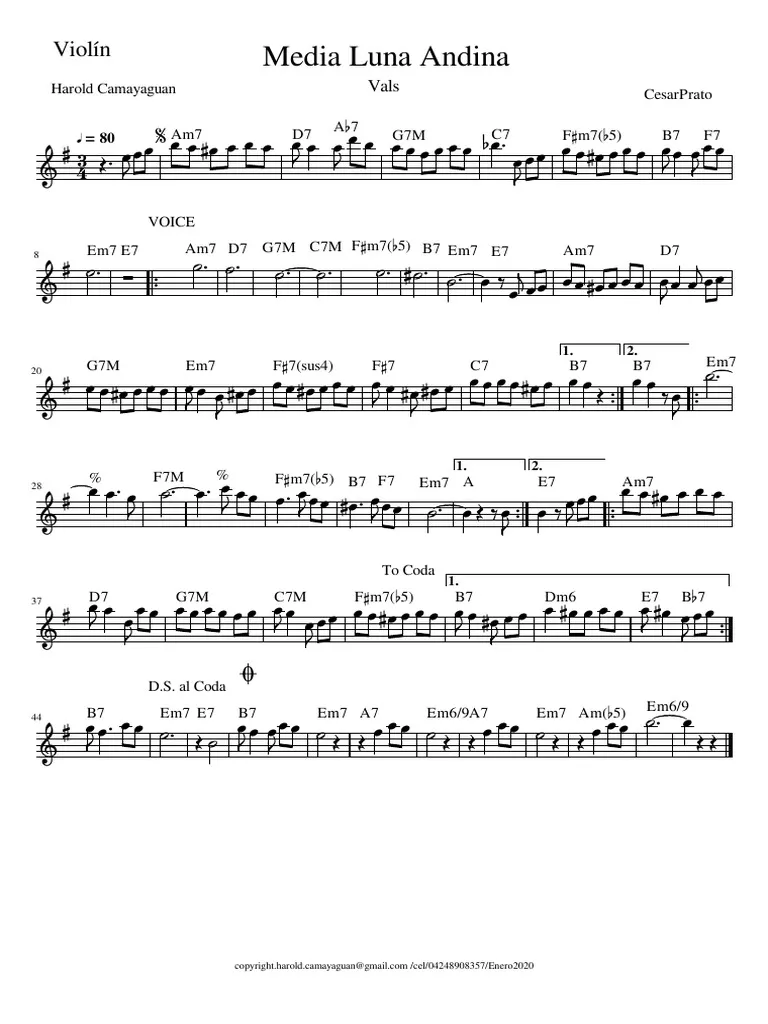 Violín
Media Luna Andina
Harold Camayaguan
Vals
CesarPrato
♩ = 80 Am7 D7 A♭7 G7M C7 F♯m7(♭5) B7 F7
3
4
VOICE
8 Em7 E7 Am7 D7 G7M C7M F♯m7(♭5) B7 Em7 E7 Am7 D7
20 G7M Em7 F♯7(sus4) F♯7 C7 1. B7 2. B7 Em7
28 % F7M % F♯m7(♭5) B7 F7 Em7 1. A 2. E7 Am7
To Coda
37 D7 G7M C7M F♯m7(♭5) 1. B7 Dm6 E7 B♭7
D.S. al Coda
44 B7 Em7 E7 B7 Em7 A7 Em6/9A7 Em7 Am(♭5) Em6/9
copyright.harold.camayaguan@gmail.com /cel/04248908357/Enero2020